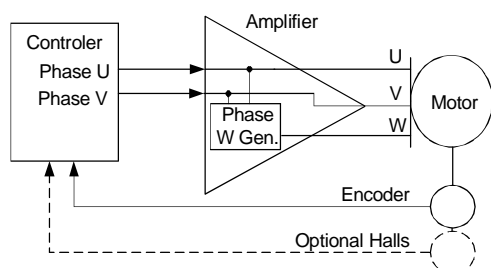 Amplifier
Controler
Phase U
Phase V
Phase
W Gen.
U
V
W
Motor
Encoder
Optional Halls